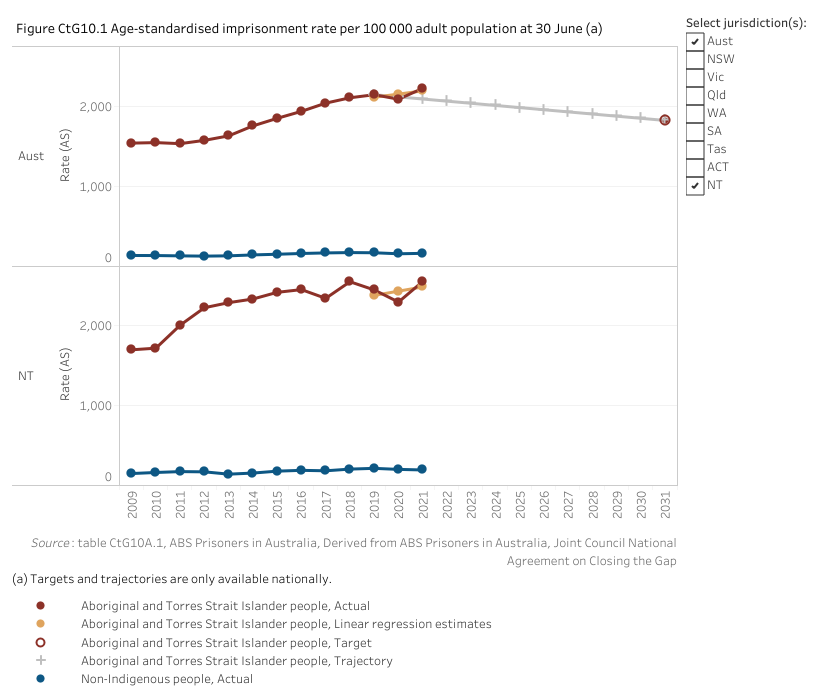 Figure CtG10.1 Age-standardised imprisonment rate per 100 000 adult population at 30 June (a)
Select jurisdiction(s):
Aust
NSW
Vic
Qld
WA
SA
Tas
ACT
NT
Aust
Rate (AS)
2,000
1,000
0
NT
Rate (AS)
2,000
1,000
0
2009
2010
2011
2012
2013
2014
2015
2016
2017
2018
2019
2020
2021
2022
2023
2024
2025
2026
2027
2028
2029
2030
2031
Source: table CtG10A.1, ABS Prisoners in Australia, Derived from ABS Prisoners in Australia, Joint Council National
Agreement on Closing the Gap
(a) Targets and trajectories are only available nationally.
Aboriginal and Torres Strait Islander people, Actual
Aboriginal and Torres Strait Islander people, Linear regression estimates
Aboriginal and Torres Strait Islander people, Target
Aboriginal and Torres Strait Islander people, Trajectory
Non-Indigenous people, Actual